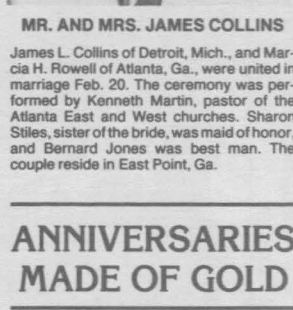 MR. AND MRS. JAMES COLLINS
James L. Collins of Detroit, Mich., and Mar-
cia H. Rowell of Atlanta, Ga., were united in
marriage Feb. 20. The ceremony was per-
formed by Kenneth Martin, pastor of the
Atlanta East and West churches. Sharon
Stiles, sister of the bride, was maid of honor,
and Bernard Jones was best man. The
couple reside in East Point, Ga.
ANNIVERSARIES
MADE OF GOLD